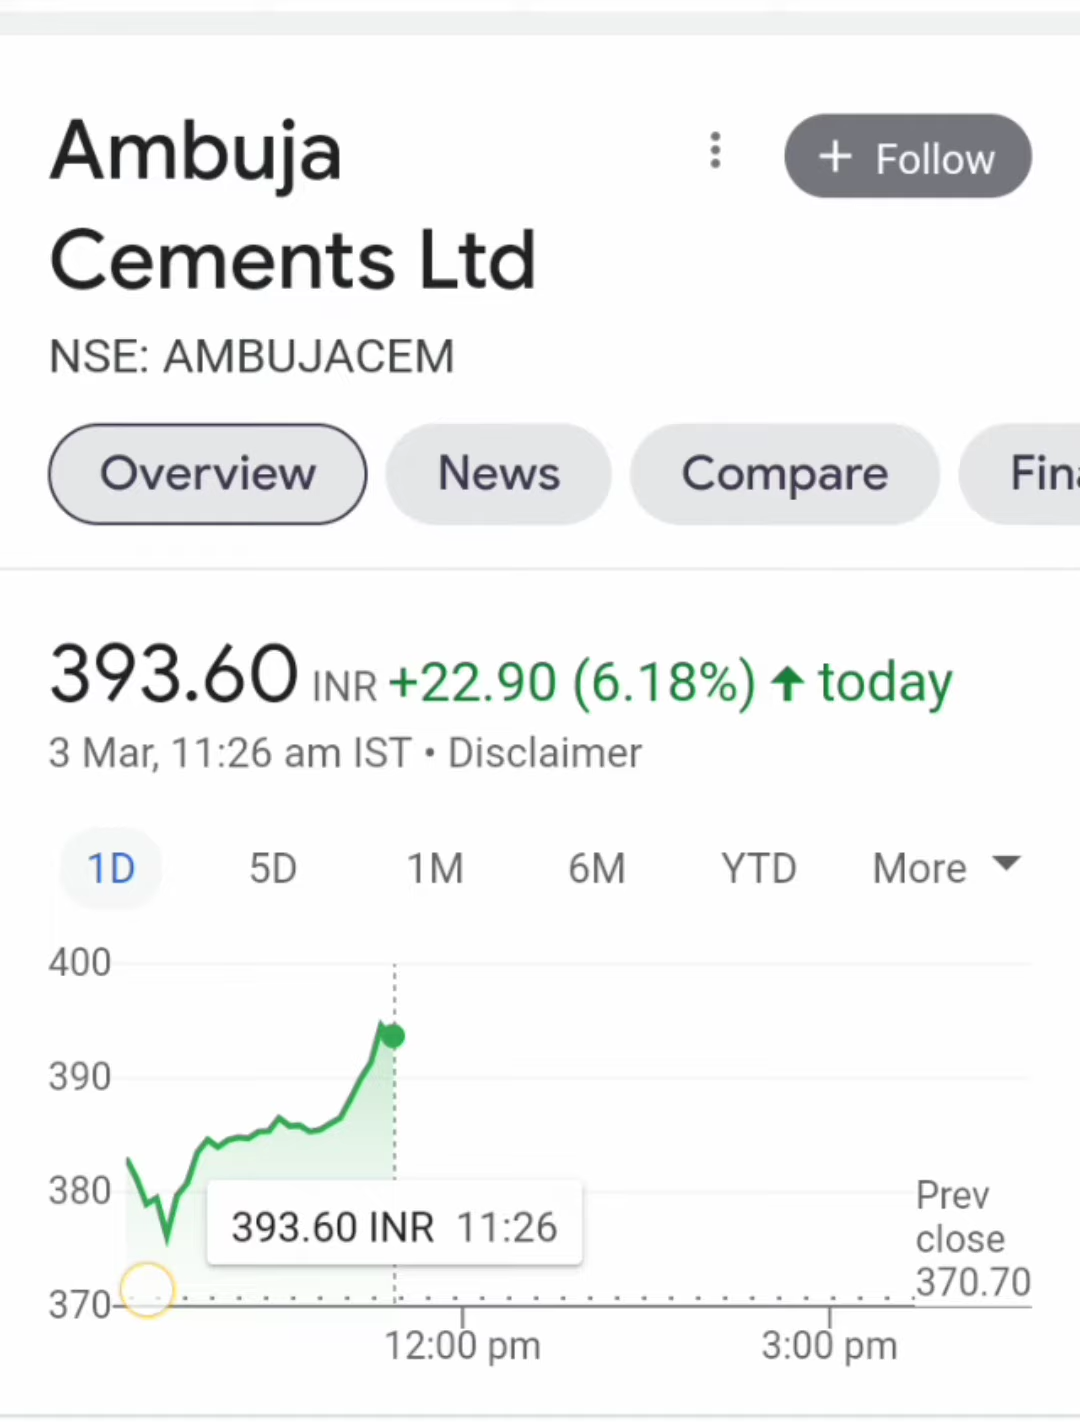 Ambuja
Cements Ltd
+ Follow
NSE: AMBUJACEM
Overview News Compare Fin
393.60 INR +22.90 (6.18%) ↑ today
3 Mar, 11:26 am IST • Disclaimer
1D 5D 1M 6M YTD More
400
390
380
370
393.60 INR 11:26
Prev
close
370.70
12:00 pm 3:00 pm